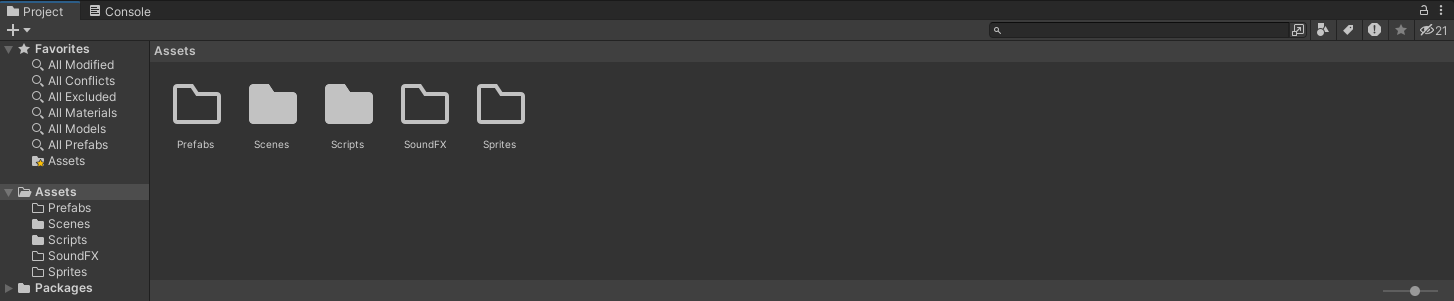 Project Console
21
Favorites
All Modified
All Conflicts
All Excluded
All Materials
All Models
All Prefabs
Assets
Assets
Prefabs
Scenes
Scripts
SoundFX
Sprites
Packages
Assets
Prefabs Scenes Scripts SoundFX Sprites